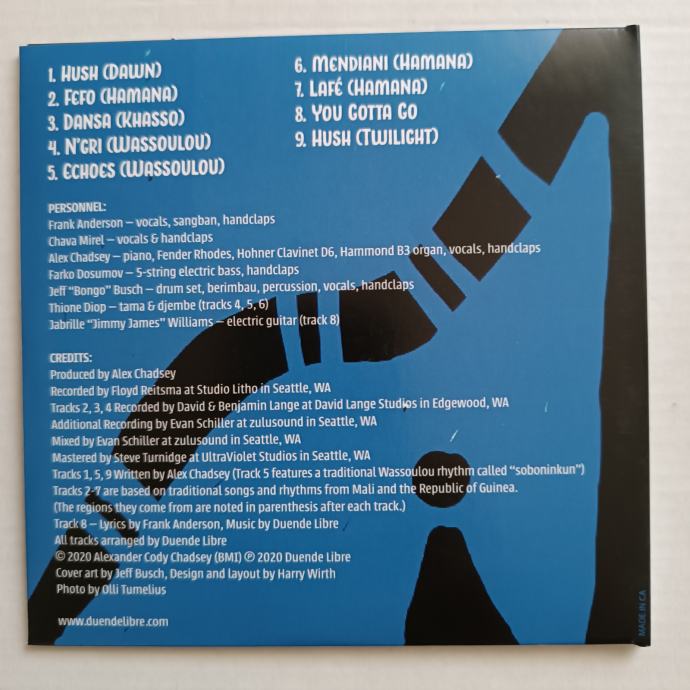 1. Hush (Dawn)
2. Fefo (Hamana)
3. Dansa (Khasso)
4. N'gri (Wassoulou)
5. Echoes (Wassoulou)
6. Mendiani (Hamana)
7. Lafé (Hamana)
8. You Gotta Go
9. Hush (Twilight)
PERSONNEL:
Frank Anderson – vocals, sangban, handclaps
Chava Mirel – vocals & handclaps
Alex Chadsey – piano, Fender Rhodes, Hohner Clavinet D6, Hammond B3 organ, vocals, handclaps
Farko Dosumov – 5-string electric bass, handclaps
Jeff "Bongo" Busch – drum set, berimbau, percussion, vocals, handclaps
Thione Diop – tama & djembe (tracks 4, 5, 6)
Jabrille "Jimmy James" Williams – electric guitar (track 8)
CREDITS:
Produced by Alex Chadsey
Recorded by Floyd Reitsma at Studio Litho in Seattle, WA
Tracks 2, 3, 4 Recorded by David & Benjamin Lange at David Lange Studios in Edgewood, WA
Additional Recording by Evan Schiller at zulusound in Seattle, WA
Mixed by Evan Schiller at zulusound in Seattle, WA
Mastered by Steve Turnidge at UltraViolet Studios in Seattle, WA
Tracks 1, 5, 9 Written by Alex Chadsey (Track 5 features a traditional Wassoulou rhythm called "soboninkun")
Tracks 2-7 are based on traditional songs and rhythms from Mali and the Republic of Guinea.
(The regions they come from are noted in parenthesis after each track.)
Track 8 – Lyrics by Frank Anderson, Music by Duende Libre
All tracks arranged by Duende Libre
© 2020 Alexander Cody Chadsey (BMI) ℗ 2020 Duende Libre
Cover art by Jeff Busch, Design and layout by Harry Wirth
Photo by Olli Tumelius
www.duendelibre.com
MADE IN CA